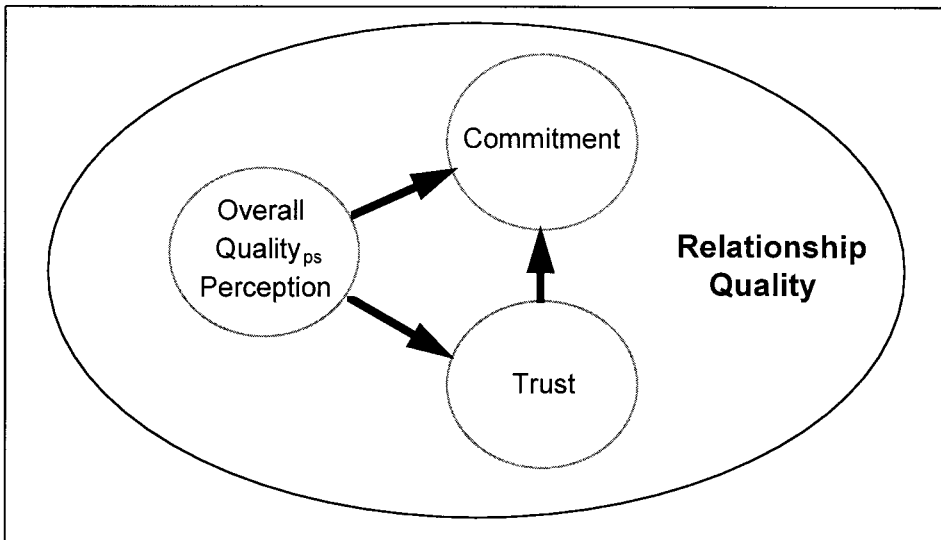 Commitment
Overall
Quality_ps
Perception
Relationship
Quality
Trust